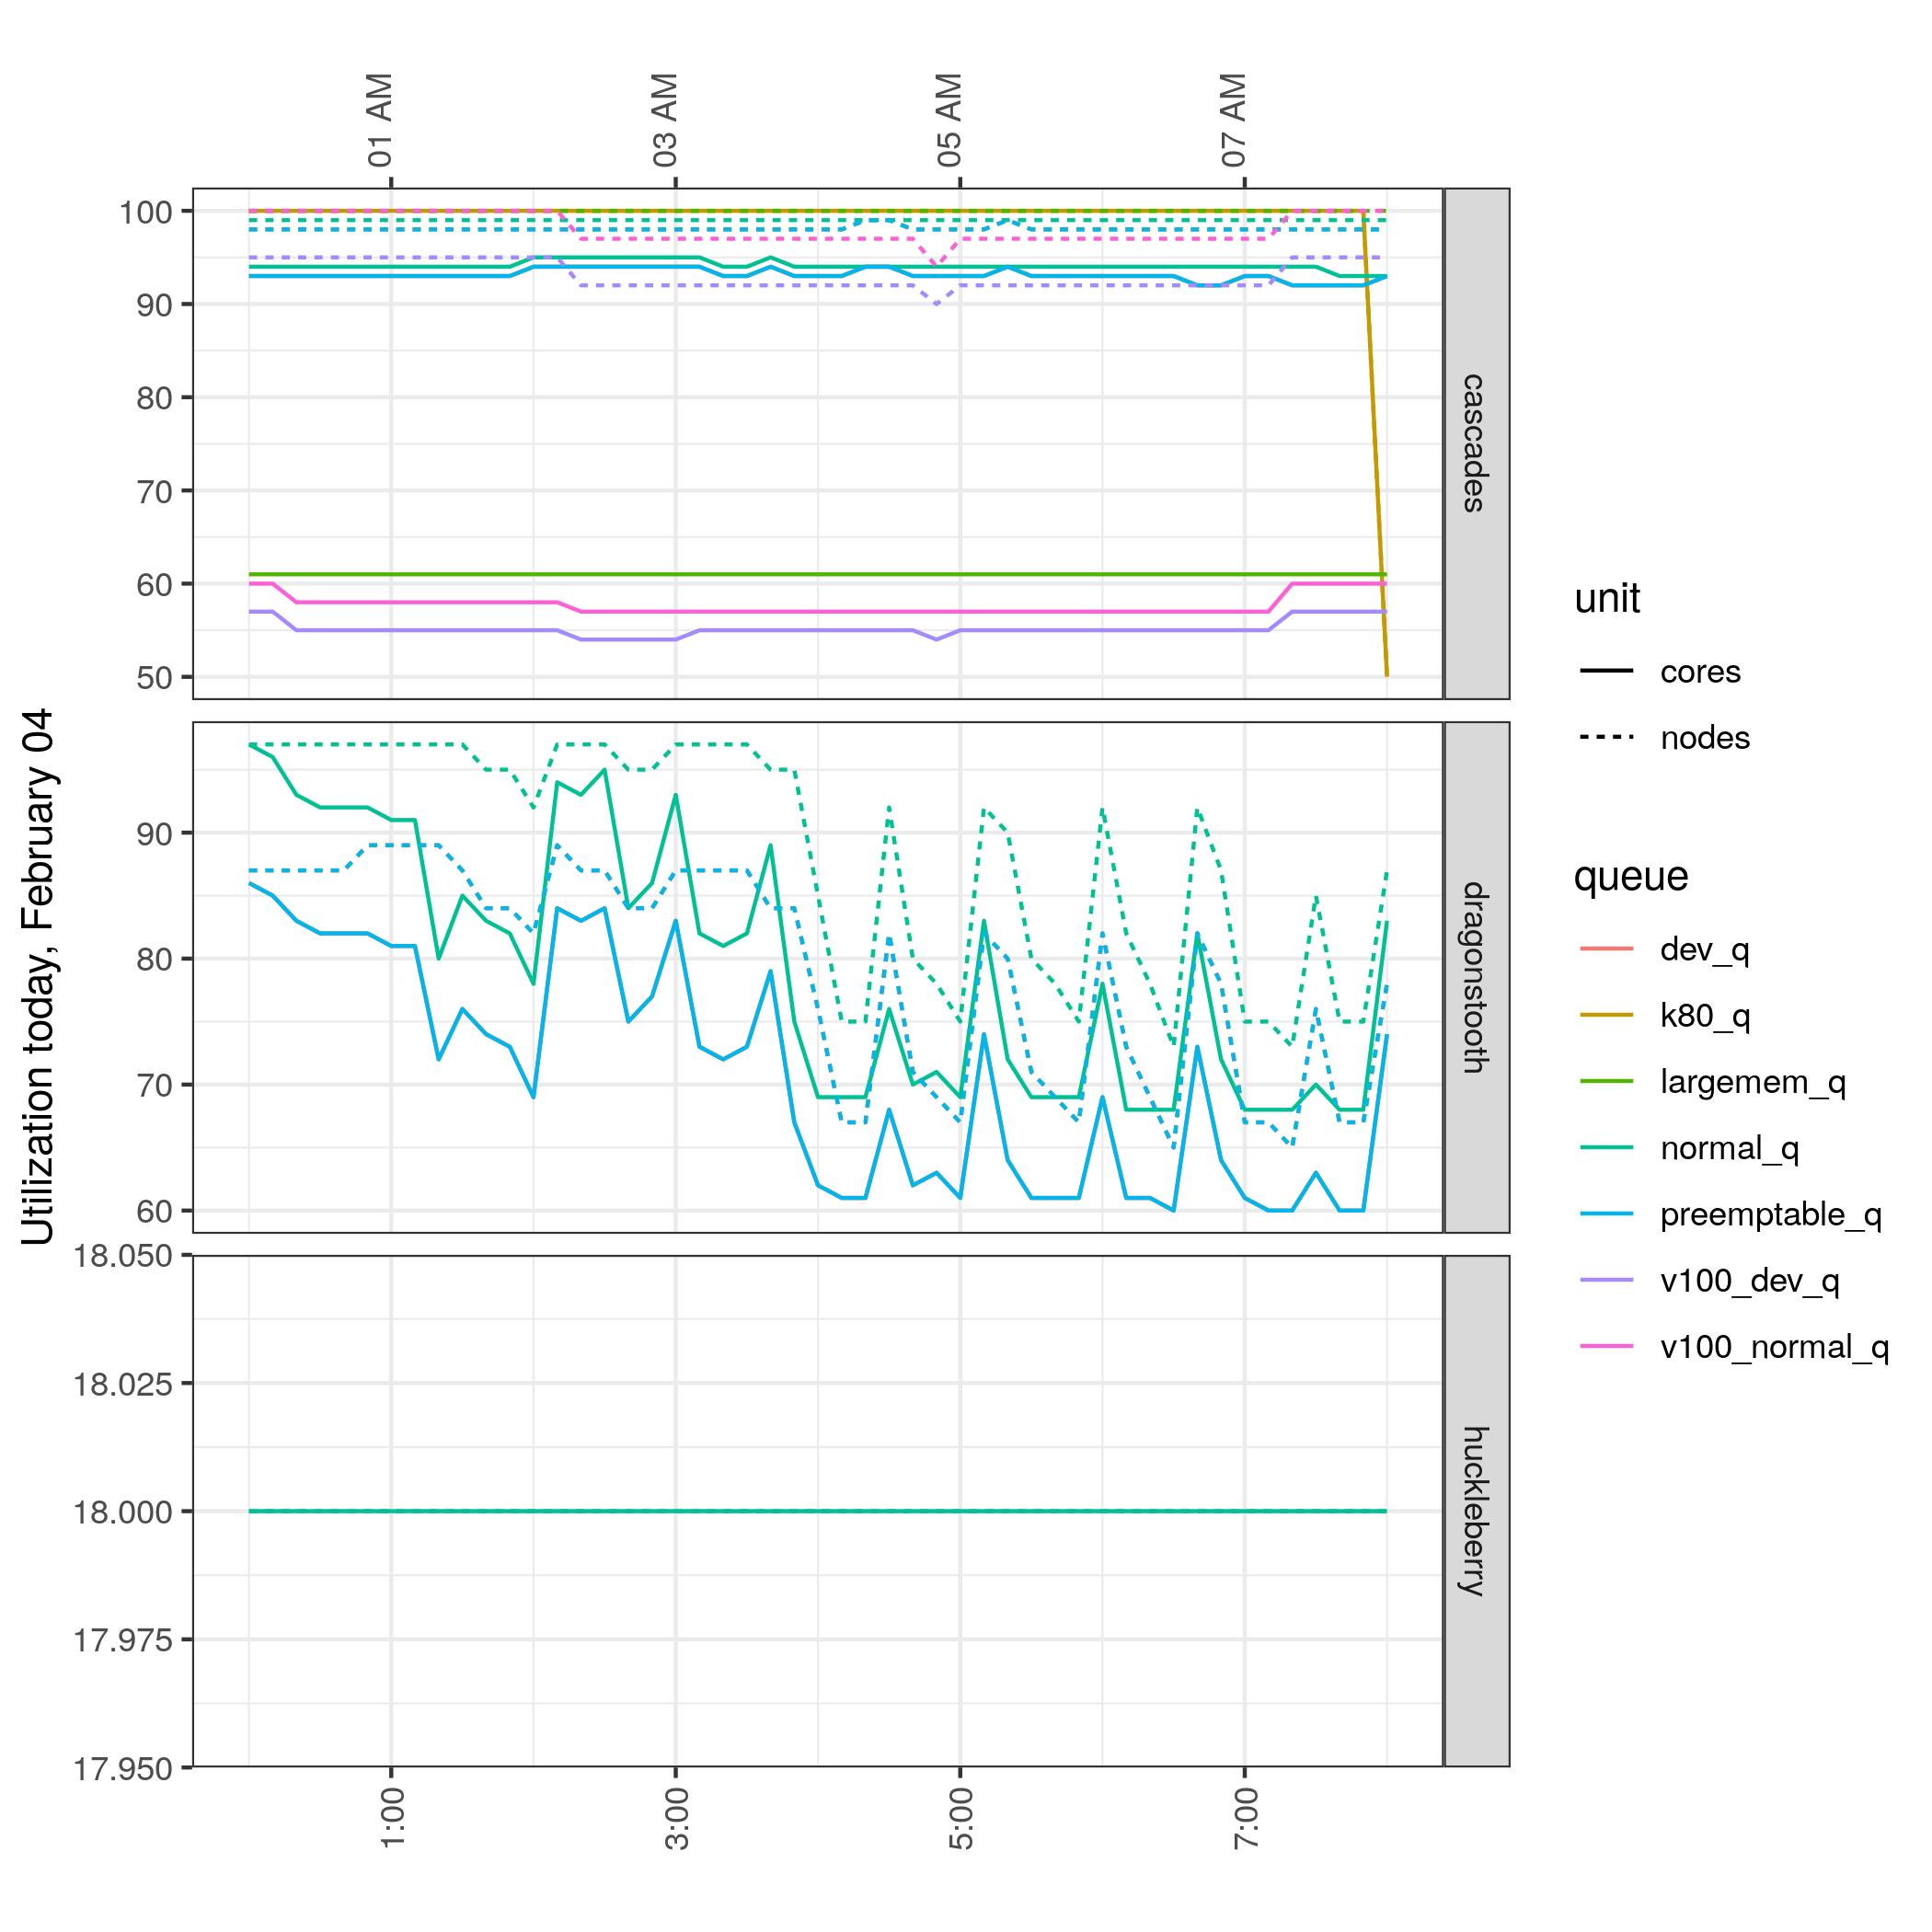 01 AM
03 AM
05 AM
07 AM
Utilization today, February 04
100
90
80
70
60
50
cascades
90
80
70
60
dragonstooth
18.050
18.025
18.000
17.975
17.950
huckleberry
1:00
3:00
5:00
7:00
unit
cores
nodes
queue
dev_q
k80_q
largemem_q
normal_q
preemptable_q
v100_dev_q
v100_normal_q